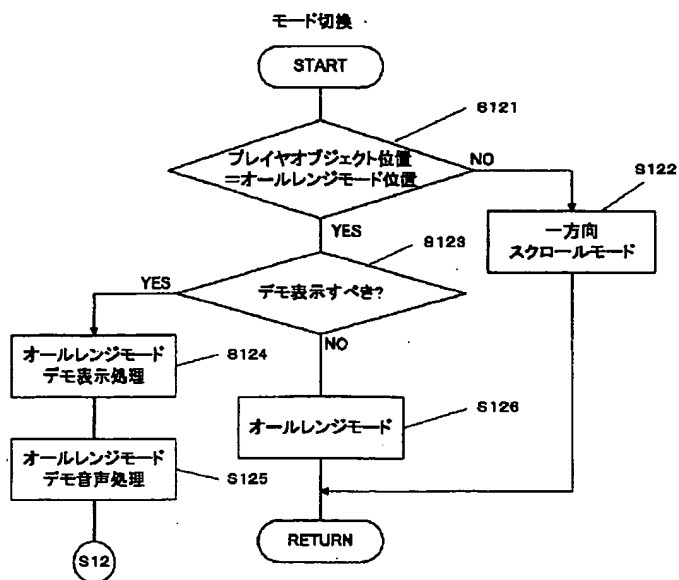 モード切換
START
S121
プレイヤオブジェクト位置
=オールレンジモード位置
NO
S122
一方向
スクロールモード
YES
S123
YES
デモ表示すべき?
オールレンジモード
デモ表示処理
S124
NO
オールレンジモード
S126
オールレンジモード
デモ音声処理
S125
RETURN
S12